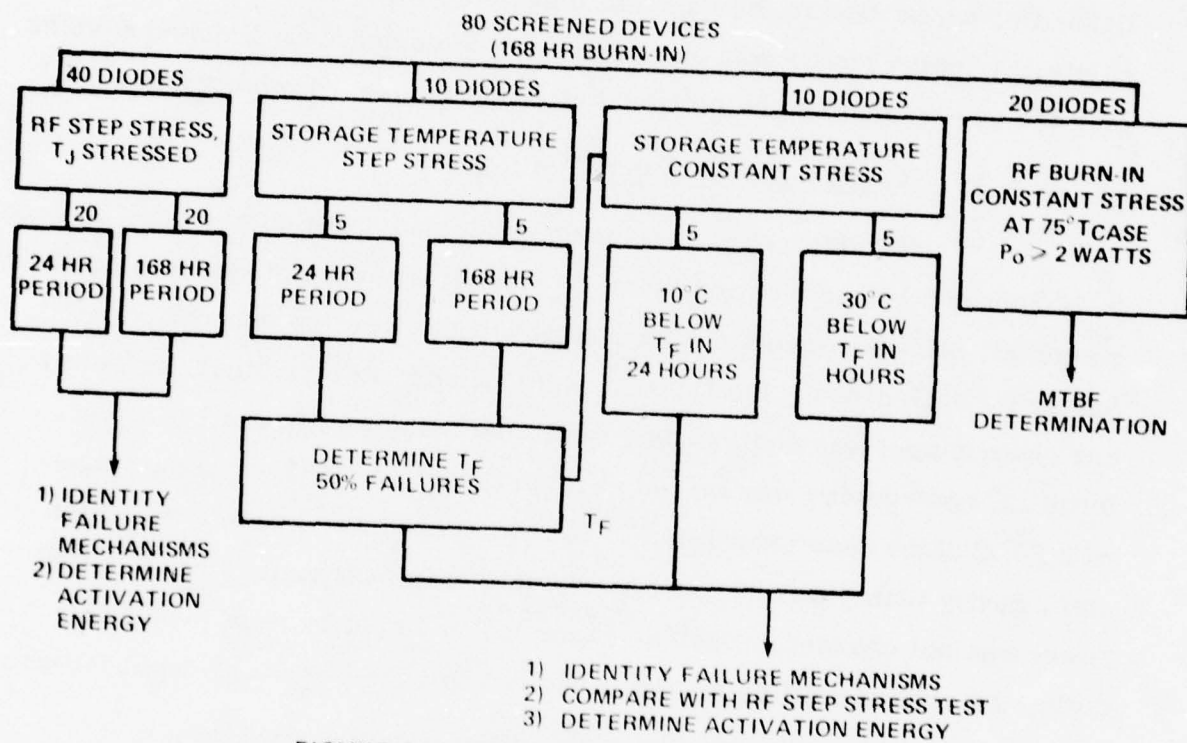 80 SCREENED DEVICES
(168 HR BURN-IN)
40 DIODES
10 DIODES
10 DIODES
20 DIODES
RF STEP STRESS,
TJ STRESSED
STORAGE TEMPERATURE
STEP STRESS
STORAGE TEMPERATURE
CONSTANT STRESS
RF BURN-IN
CONSTANT STRESS
AT 75° TCASE
Po > 2 WATTS
20
20
5
5
5
5
24 HR
PERIOD
168 HR
PERIOD
24 HR
PERIOD
168 HR
PERIOD
10°C
BELOW
TF IN
24 HOURS
30°C
BELOW
TF IN
HOURS
MTBF
DETERMINATION
DETERMINE TF
50% FAILURES
TF
1) IDENTITY
FAILURE
MECHANISMS
2) DETERMINE
ACTIVATION
ENERGY
1) IDENTITY FAILURE MECHANISMS
2) COMPARE WITH RF STEP STRESS TEST
3) DETERMINE ACTIVATION ENERGY